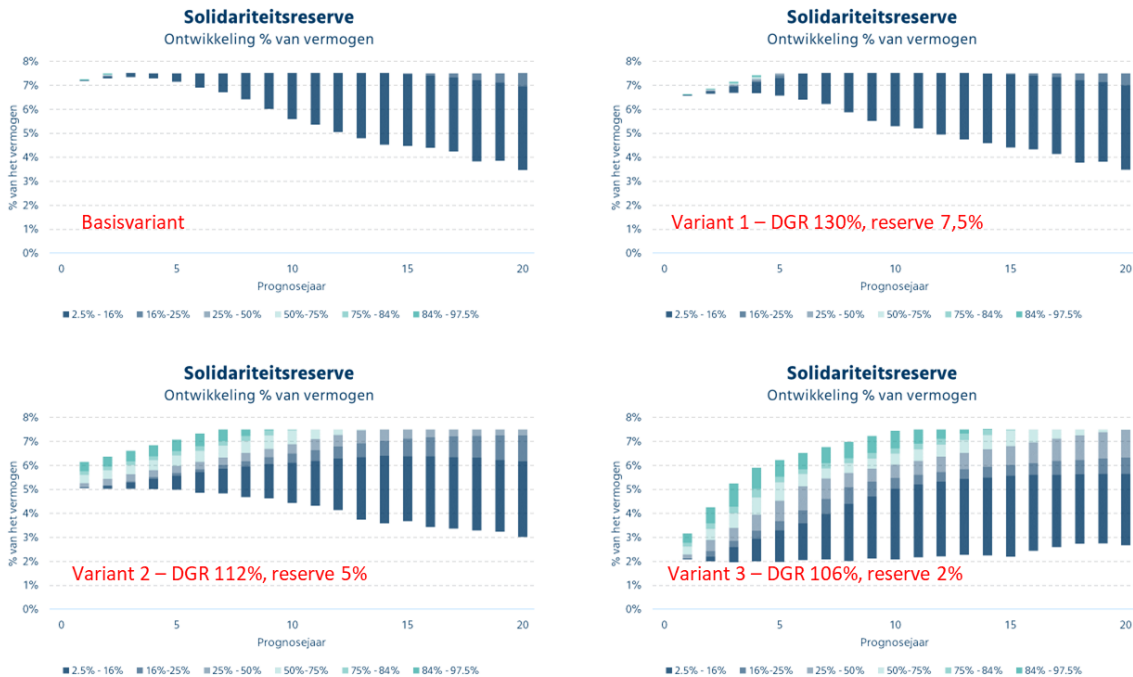 Solidariteitsreserve
Ontwikkeling % van vermogen
8%
7%
6%
5%
4%
3%
2%
1%
0%
% van het vermogen
Basisvariant
0 5 10 15 20
Prognosejaar
2.5% - 16% 16%-25% 25% - 50% 50%-75% 75% - 84% 84% - 97.5%
Solidariteitsreserve
Ontwikkeling % van vermogen
8%
7%
6%
5%
4%
3%
2%
1%
0%
% van het vermogen
Variant 1 – DGR 130%, reserve 7,5%
0 5 10 15 20
Prognosejaar
2.5% - 16% 16%-25% 25% - 50% 50%-75% 75% - 84% 84% - 97.5%
Solidariteitsreserve
Ontwikkeling % van vermogen
8%
7%
6%
5%
4%
3%
2%
1%
0%
% van het vermogen
Variant 2 – DGR 112%, reserve 5%
0 5 10 15 20
Prognosejaar
2.5% - 16% 16%-25% 25% - 50% 50%-75% 75% - 84% 84% - 97.5%
Solidariteitsreserve
Ontwikkeling % van vermogen
8%
7%
6%
5%
4%
3%
2%
1%
0%
% van het vermogen
Variant 3 – DGR 106%, reserve 2%
0 5 10 15 20
Prognosejaar
2.5% - 16% 16%-25% 25% - 50% 50%-75% 75% - 84% 84% - 97.5%